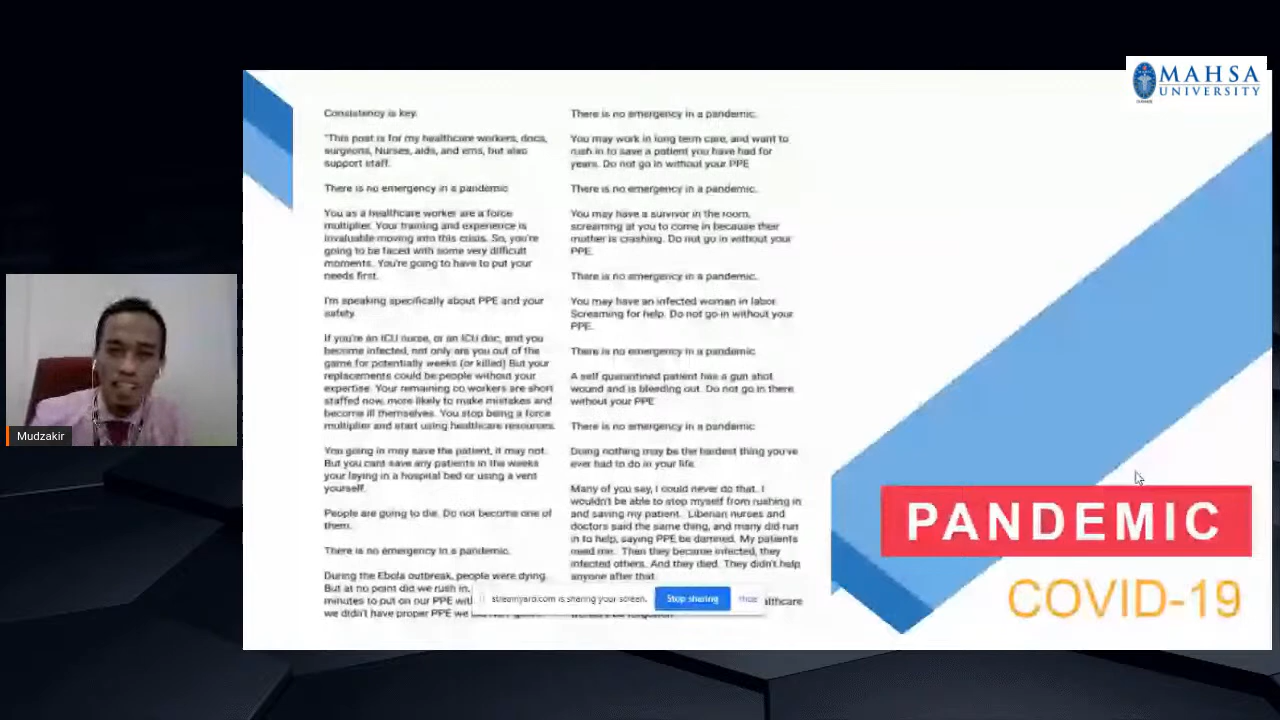 MAHSA
UNIVERSITY
Consistency is key.
"This post is for my healthcare workers, docs,
surgeons, Nurses, aids, and ems, but also
support staff.
There is no emergency in a pandemic
You as a healthcare worker are a force
multiplier. Your training and experience is
invaluable moving into this crisis. So, you're
going to be faced with some very difficult
moments. You're going to have to put your
needs first.
I'm speaking specifically about PPE and your
safety.
If you're an ICU nurse, or an ICU doc, and you
become infected, not only are you out of the
game for potentially weeks (or killed) But your
replacements could be people without your
expertise. Your remaining co workers are short
staffed now, more likely to make mistakes and
become ill themselves. You stop being a force
multiplier and start using healthcare resources.
You going in may save the patient, it may not.
But you cant save any patients in the weeks
your laying in a hospital bed or using a vent
yourself.
People are going to die. Do not become one of
them.
There is no emergency in a pandemic.
During the Ebola outbreak, people were dying.
But at no point did we rush in,
minutes to put on our PPE
we didn't have proper PPE we
There is no emergency in a pandemic.
You may work in long term care, and want to
rush in to save a patient you have had for
years. Do not go in without your PPE
There is no emergency in a pandemic.
You may have a survivor in the room,
screaming at you to come in because their
mother is crashing. Do not go in without your
PPE.
There is no emergency in a pandemic.
You may have an infected woman in labor.
Screaming for help. Do not go in without your
PPE.
There is no emergency in a pandemic
A self quarantined patient has a gun shot
wound and is bleeding out. Do not go in there
without your PPE
There is no emergency in a pandemic
Doing nothing may be the hardest thing you've
ever had to do in your life.
Many of you say, I could never do that. I
wouldn't be able to stop myself from rushing in
and saving my patient. Liberian nurses and
doctors said the same thing, and many did run
in to help, saying PPE be damned. My patients
need me. Then they became infected, they
infected others. And they died. They didn't help
anyone after that
streamyard.com is sharing your screen.
Stop sharing
Hide
PANDEMIC
COVID-19
Mudzakir